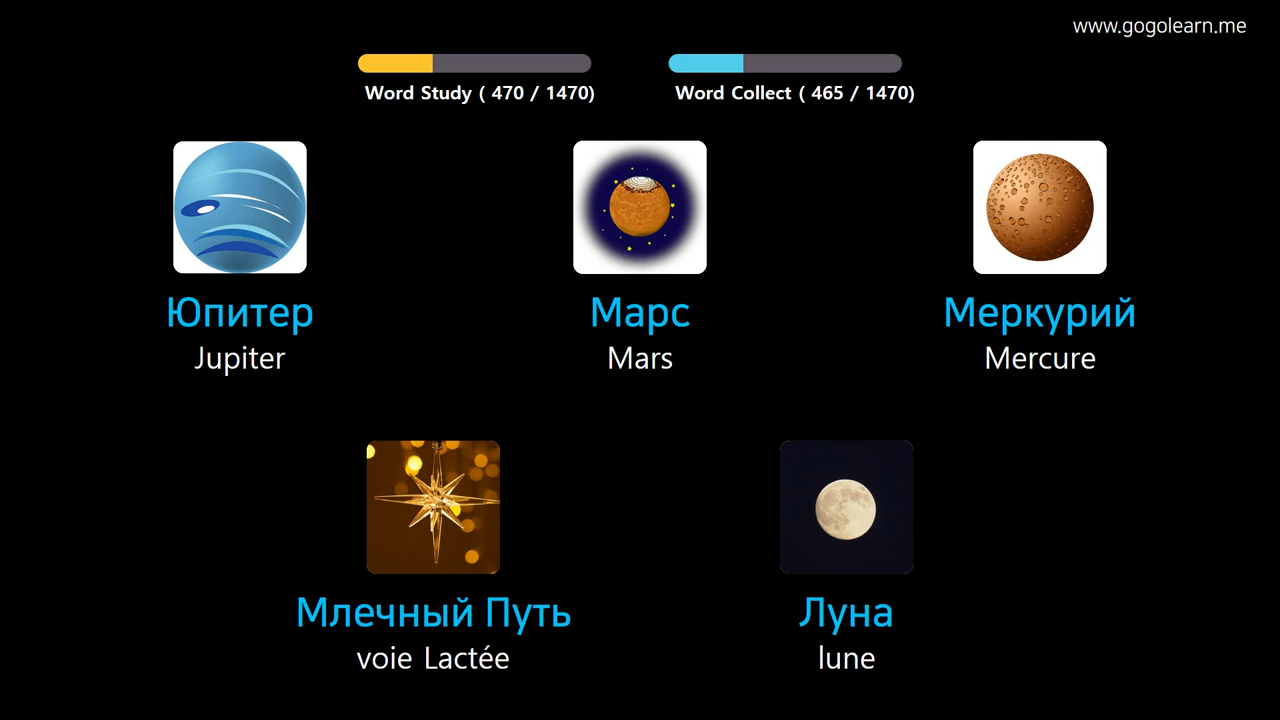 www.gogolearn.me
Word Study ( 470 / 1470)
Word Collect ( 465 / 1470)
Юпитер
Jupiter
Марс
Mars
Меркурий
Mercure
Млечный Путь
voie Lactée
Луна
lune